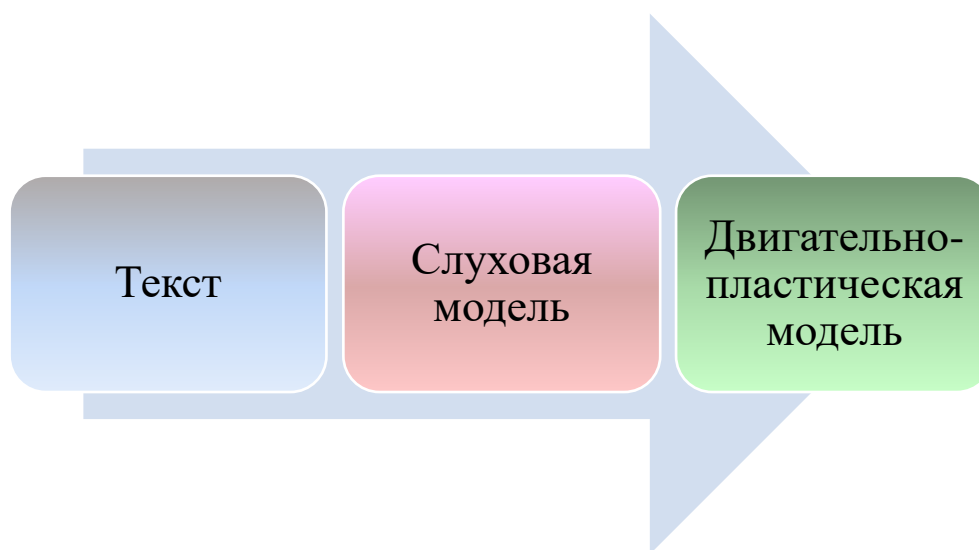 Текст
Слуховая
модель
Двигательно-
пластическая
модель